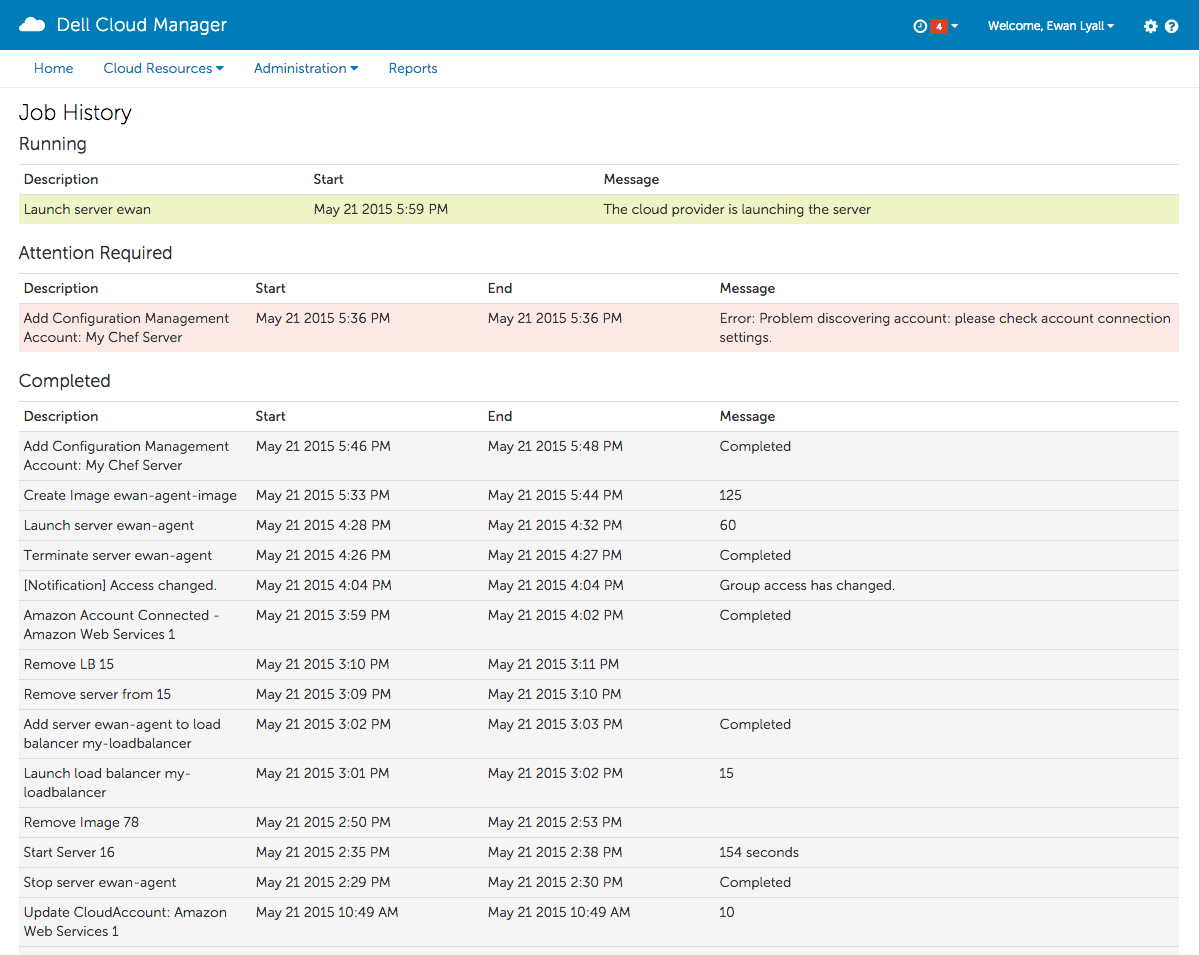 Dell Cloud Manager
4
Welcome, Ewan Lyall
Home Cloud Resources Administration Reports
Job History
Running
Description Start Message
Launch server ewan May 21 2015 5:59 PM The cloud provider is launching the server
Attention Required
Description Start End Message
Add Configuration Management May 21 2015 5:36 PM May 21 2015 5:36 PM Error: Problem discovering account: please check account connection
Account: My Chef Server settings.
Completed
Description Start End Message
Add Configuration Management May 21 2015 5:46 PM May 21 2015 5:48 PM Completed
Account: My Chef Server
Create Image ewan-agent-image May 21 2015 5:33 PM May 21 2015 5:44 PM 125
Launch server ewan-agent May 21 2015 4:28 PM May 21 2015 4:32 PM 60
Terminate server ewan-agent May 21 2015 4:26 PM May 21 2015 4:27 PM Completed
[Notification] Access changed. May 21 2015 4:04 PM May 21 2015 4:04 PM Group access has changed.
Amazon Account Connected - May 21 2015 3:59 PM May 21 2015 4:02 PM Completed
Amazon Web Services 1
Remove LB 15 May 21 2015 3:10 PM May 21 2015 3:11 PM
Remove server from 15 May 21 2015 3:09 PM May 21 2015 3:10 PM
Add server ewan-agent to load May 21 2015 3:02 PM May 21 2015 3:03 PM Completed
balancer my-loadbalancer
Launch load balancer my- May 21 2015 3:01 PM May 21 2015 3:02 PM 15
loadbalancer
Remove Image 78 May 21 2015 2:50 PM May 21 2015 2:53 PM
Start Server 16 May 21 2015 2:35 PM May 21 2015 2:38 PM 154 seconds
Stop server ewan-agent May 21 2015 2:29 PM May 21 2015 2:30 PM Completed
Update CloudAccount: Amazon May 21 2015 10:49 AM May 21 2015 10:49 AM 10
Web Services 1